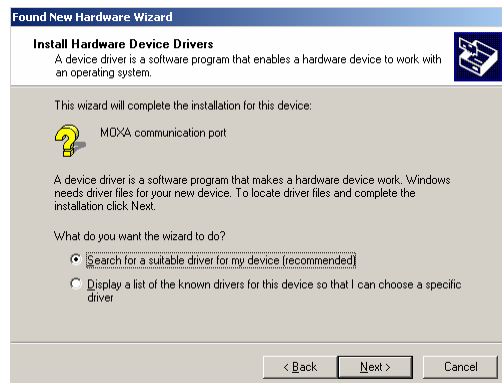 Found New Hardware Wizard
Install Hardware Device Drivers
A device driver is a software program that enables a hardware device to work with
an operating system.
This wizard will complete the installation for this device:
MOXA communication port
A device driver is a software program that makes a hardware device work. Windows
needs driver files for your new device. To locate driver files and complete the
installation click Next.
What do you want the wizard to do?
Search for a suitable driver for my device (recommended)
Display a list of the known drivers for this device so that I can choose a specific
driver
< Back
Next >
Cancel